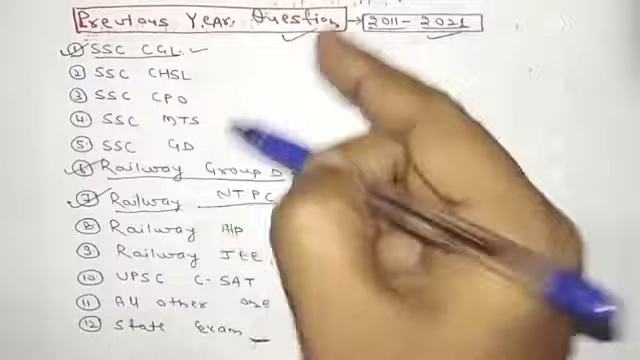 Previous Year Question → 2011 - 2021
① SSC CGL
② SSC CHSL
③ SSC CPO
④ SSC MTS
⑤ SSC GD
⑥ Railway Group D
⑦ Railway NTPC
⑧ Railway
⑨ Railway JEE
⑩ UPSC C-SAT
⑪ All other one
⑫ State exam